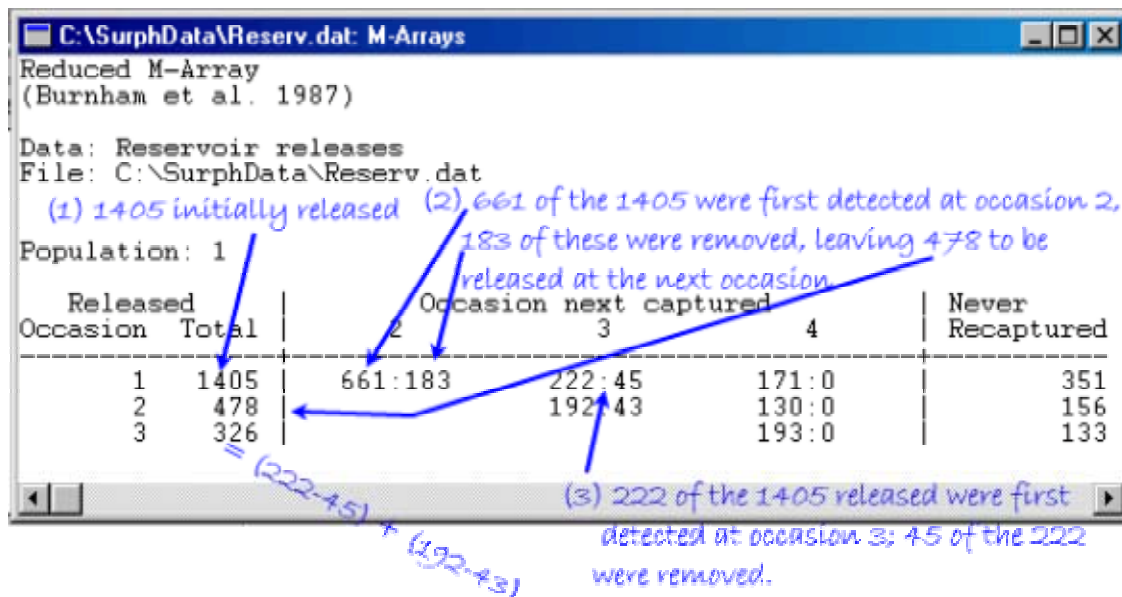 C:\SurphData\Reserv.dat: M-Arrays
Reduced M-Array
(Burnham et al. 1987)
Data: Reservoir releases
File: C:\SurphData\Reserv.dat
(1) 1405 initially released
(2) 661 of the 1405 were first detected at occasion 2,
183 of these were removed, leaving 478 to be
released at the next occasion.
Population: 1
Released | Occasion next captured | Never
Occasion Total | 2 3 4 | Recaptured
1 1405 | 661:183 222:45 171:0 | 351
2 478 | 192:43 130:0 | 156
3 326 | 193:0 | 133
= (222-45) + (192-43)
(3) 222 of the 1405 released were first
detected at occasion 3; 45 of the 222
were removed.